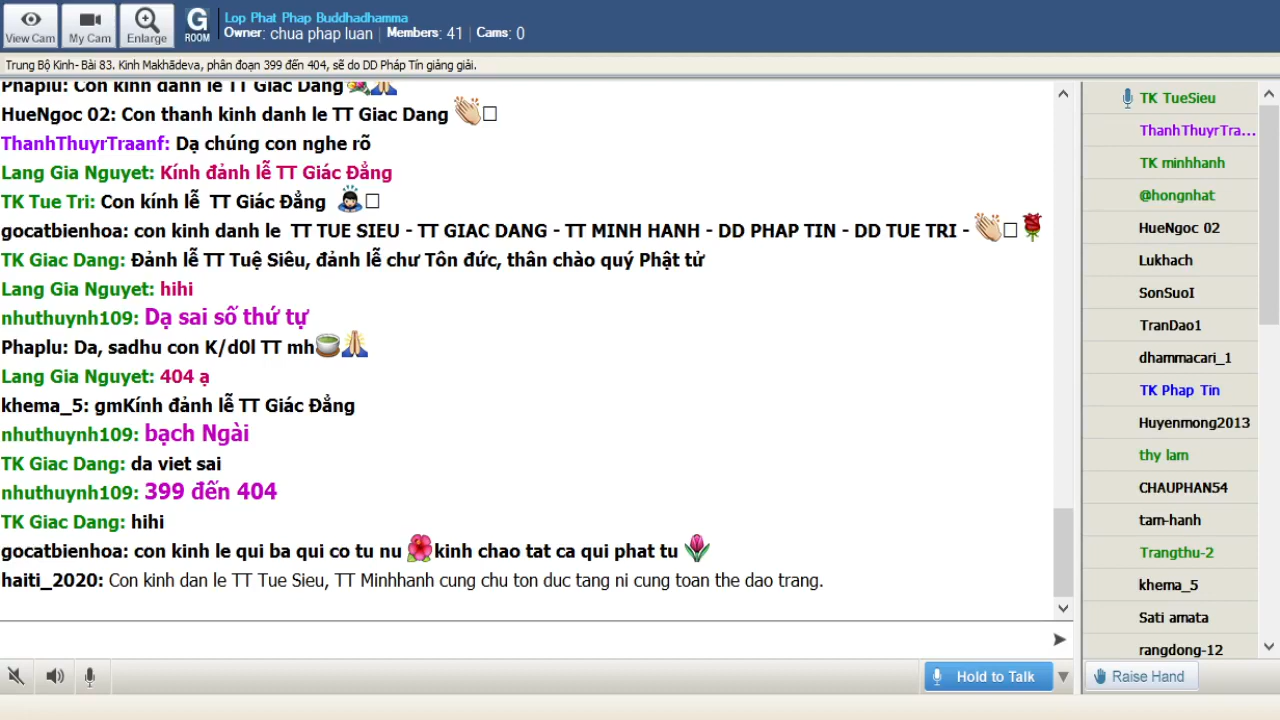 View Cam
My Cam
Enlarge
G
ROOM
Lop Phat Phap Buddhadhamma
Owner: chua phap luan
Members: 41
Cams: 0
Trung Bộ Kinh- Bài 83. Kinh Makhādeva, phân đoạn 399 đến 404, sẽ do DD Pháp Tín giảng giải.
Phaplu: Con kinh danh le TT Giac Dang
HueNgoc 02: Con thanh kinh danh le TT Giac Dang
ThanhThuyrTraanf: Dạ chúng con nghe rõ
Lang Gia Nguyet: Kính đảnh lễ TT Giác Đẳng
TK Tue Tri: Con kính lễ TT Giác Đẳng
gocatbienhoa: con kinh danh le TT TUE SIEU - TT GIAC DANG - TT MINH HANH - DD PHAP TIN - DD TUE TRI -
TK Giac Dang: Đảnh lễ TT Tuệ Siêu, đảnh lễ chư Tôn đức, thân chào quý Phật tử
Lang Gia Nguyet: hihi
nhuthuynh109: Dạ sai số thứ tự
Phaplu: Da, sadhu con K/d0l TT mh
Lang Gia Nguyet: 404 ạ
khema_5: gmKính đảnh lễ TT Giác Đẳng
nhuthuynh109: bạch Ngài
TK Giac Dang: da viet sai
nhuthuynh109: 399 đến 404
TK Giac Dang: hihi
gocatbienhoa: con kinh le qui ba qui co tu nu kinh chao tat ca qui phat tu
haiti_2020: Con kinh dan le TT Tue Sieu, TT Minhhanh cung chu ton duc tang ni cung toan the dao trang.
Hold to Talk
TK TueSieu
ThanhThuyrTra...
TK minhhanh
@hongnhat
HueNgoc 02
Lukhach
SonSuoI
TranDao1
dhammacari_1
TK Phap Tin
Huyenmong2013
thy lam
CHAUPHAN54
tam-hanh
Trangthu-2
khema_5
Sati amata
rangdong-12
Raise Hand